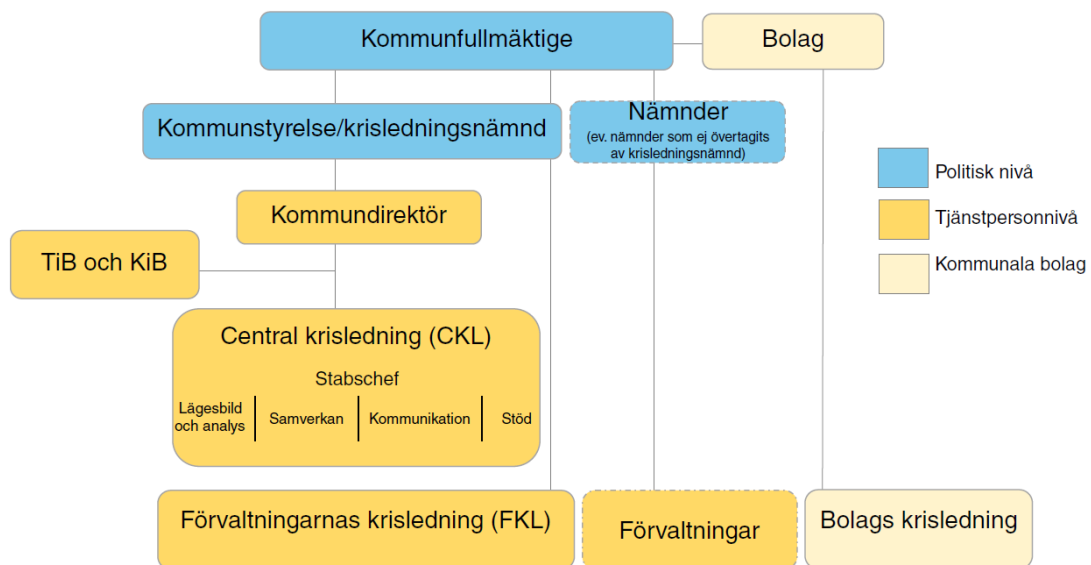 Kommunfullmäktige
Bolag
Kommunstyrelse/krisledningsnämnd
Nämnder
(ev. nämnder som ej övertagits
av krisledningsnämnd)
Politisk nivå
Tjänstpersonnivå
Kommunala bolag
Kommundirektör
TiB och KiB
Central krisledning (CKL)
Stabschef
Lägesbild
och analys
Samverkan
Kommunikation
Stöd
Förvaltningarnas krisledning (FKL)
Förvaltningar
Bolags krisledning